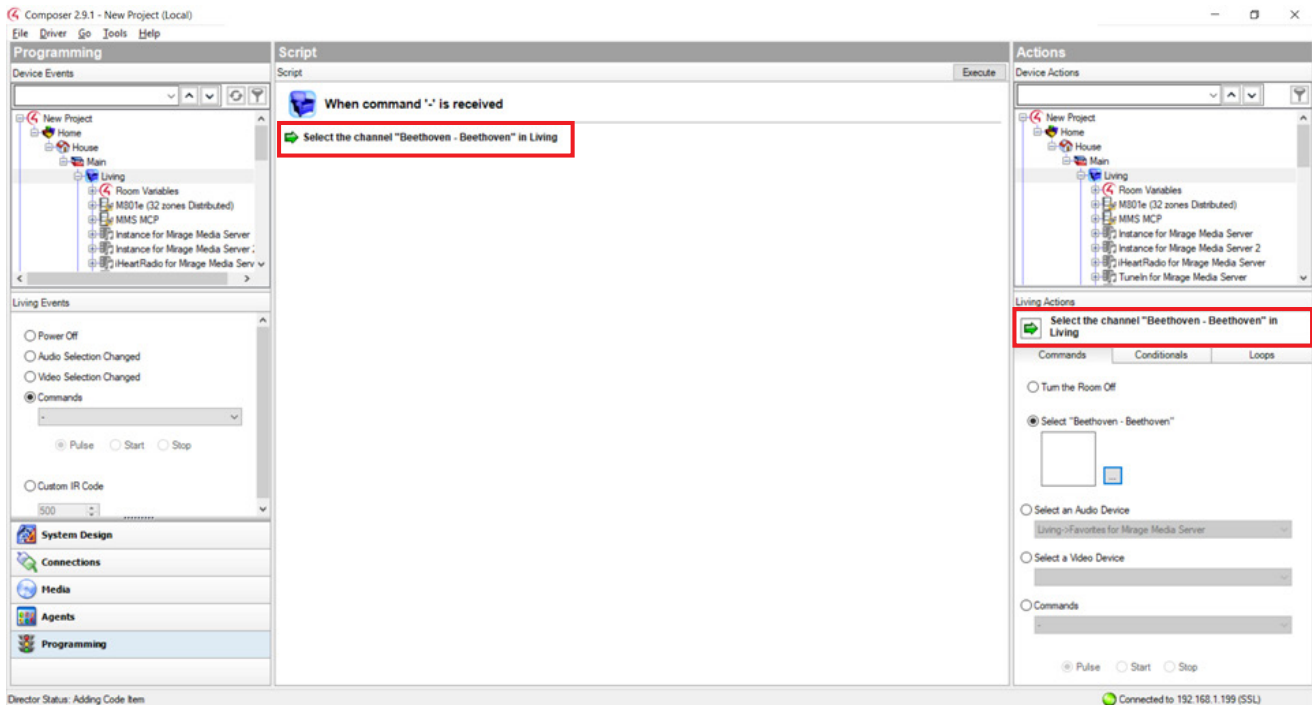 Composer 2.9.1 - New Project (Local)
File Driver Go Tools Help
Programming
Device Events
New Project
Home
House
Main
Living
Room Variables
M801e (32 zones Distributed)
MMS MCP
Instance for Mirage Media Server
Instance for Mirage Media Server :
iHeartRadio for Mirage Media Serv
Living Events
Power Off
Audio Selection Changed
Video Selection Changed
Commands
-
Pulse Start Stop
Custom IR Code
500
System Design
Connections
Media
Agents
Programming
Director Status: Adding Code Item
Script
Script Execute
When command '-' is received
Select the channel "Beethoven - Beethoven" in Living
Actions
Device Actions
New Project
Home
House
Main
Living
Room Variables
M801e (32 zones Distributed)
MMS MCP
Instance for Mirage Media Server
Instance for Mirage Media Server 2
iHeartRadio for Mirage Media Server
TuneIn for Mirage Media Server
Living Actions
Select the channel "Beethoven - Beethoven" in
Living
Commands Conditionals Loops
Turn the Room Off
Select "Beethoven - Beethoven"
...
Select an Audio Device
Living->Favorites for Mirage Media Server
Select a Video Device
Commands
-
Pulse Start Stop
Connected to 192.168.1.199 (SSL)